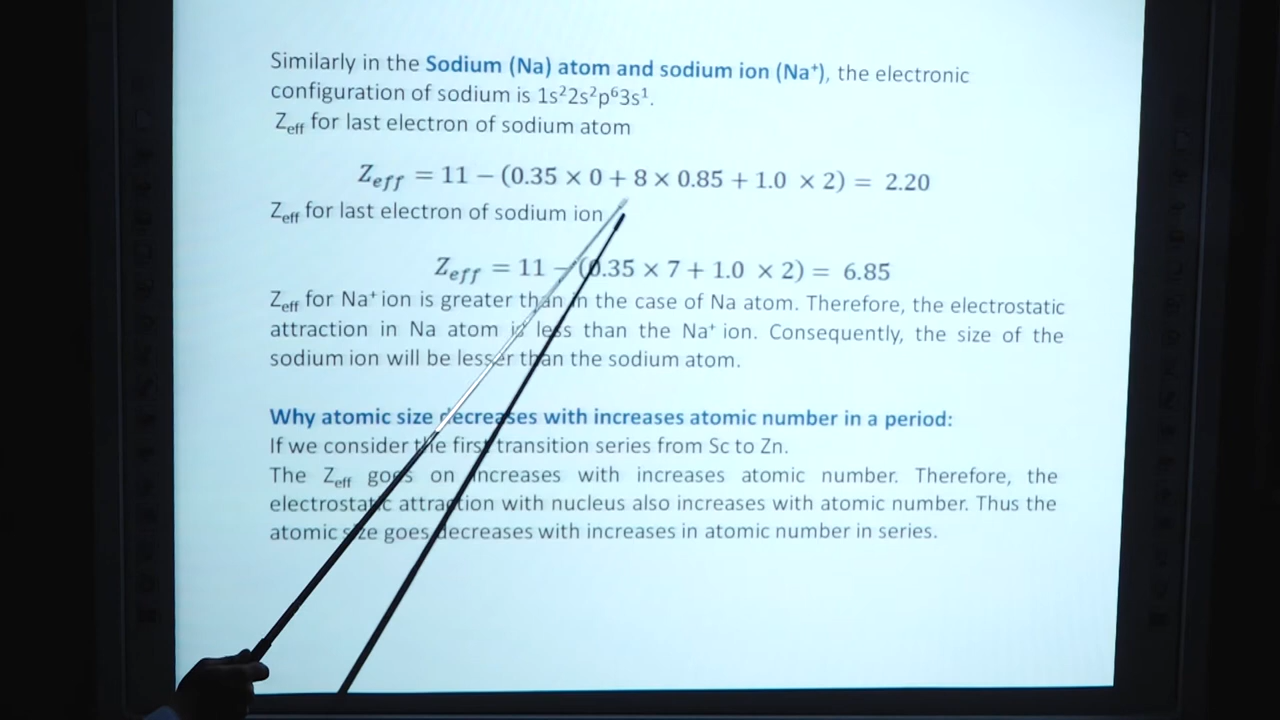 Similarly in the Sodium (Na) atom and sodium ion (Na⁺), the electronic
configuration of sodium is 1s²2s²p⁶3s¹.
Zeff for last electron of sodium atom
Zeff = 11 − (0.35 × 0 + 8 × 0.85 + 1.0 × 2) = 2.20
Zeff for last electron of sodium ion
Zeff = 11 − (0.35 × 7 + 1.0 × 2) = 6.85
Zeff for Na⁺ ion is greater than in the case of Na atom. Therefore, the electrostatic
attraction in Na atom is less than the Na⁺ ion. Consequently, the size of the
sodium ion will be lesser than the sodium atom.
Why atomic size decreases with increases atomic number in a period:
If we consider the first transition series from Sc to Zn.
The Zeff goes on increases with increases atomic number. Therefore, the
electrostatic attraction with nucleus also increases with atomic number. Thus the
atomic size goes decreases with increases in atomic number in series.